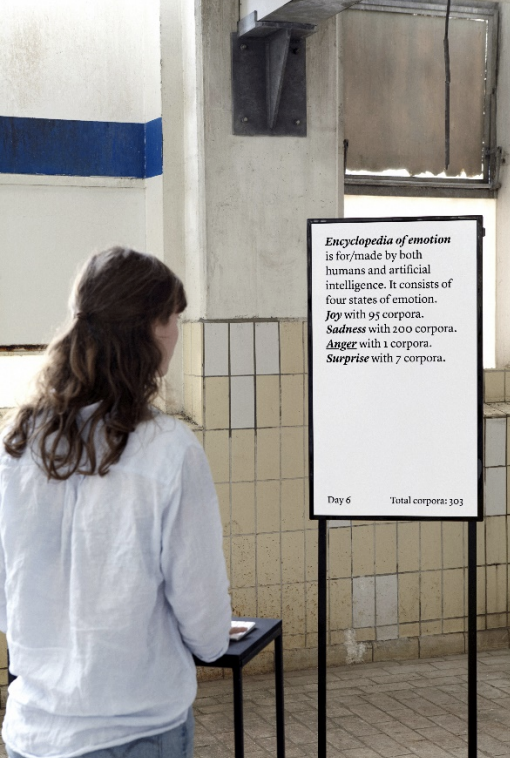 Encyclopedia of emotion
is for/made by both
humans and artificial
intelligence. It consists of
four states of emotion.
Joy with 95 corpora.
Sadness with 200 corpora.
Anger with 1 corpora.
Surprise with 7 corpora.
Day 6 Total corpora: 303